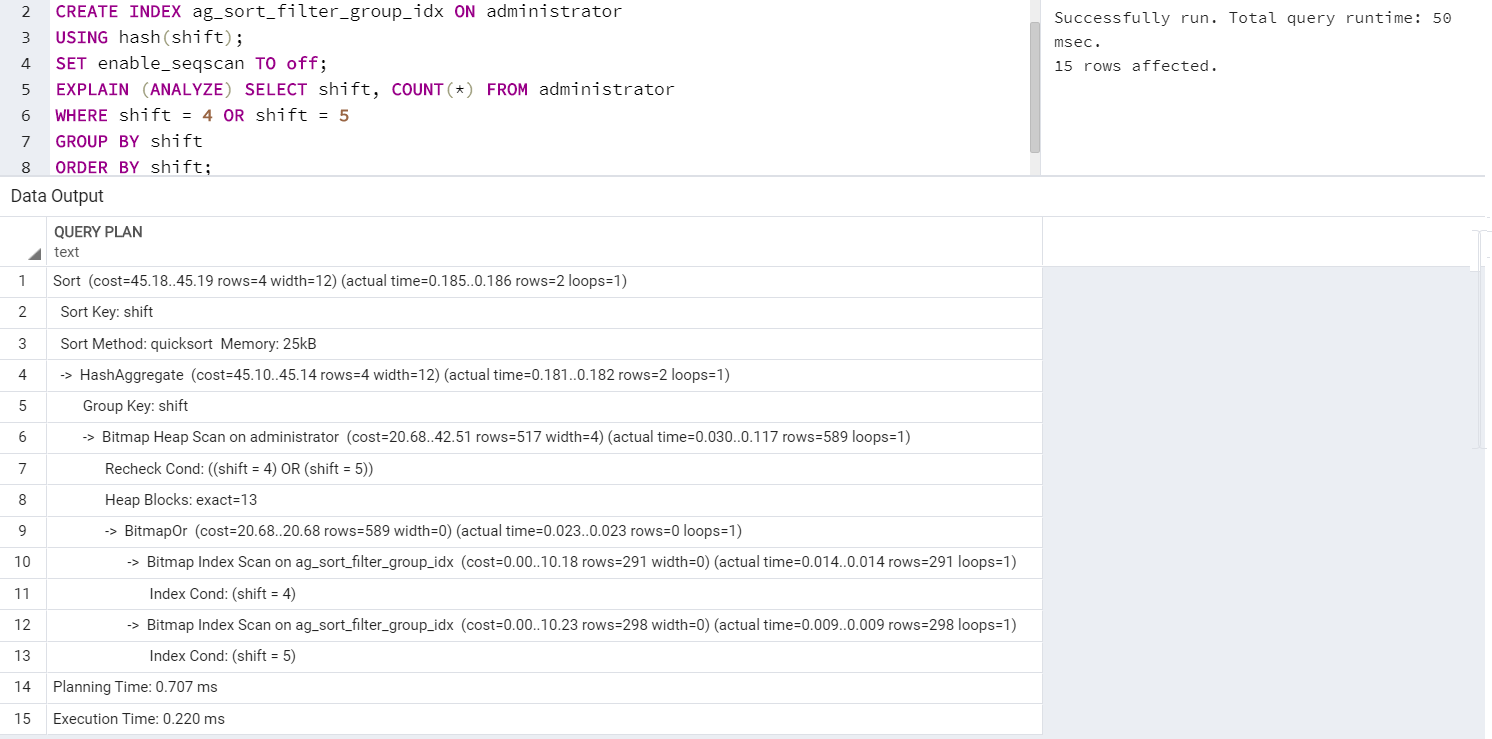 2 CREATE INDEX ag_sort_filter_group_idx ON administrator
3 USING hash(shift);
4 SET enable_seqscan TO off;
5 EXPLAIN (ANALYZE) SELECT shift, COUNT(*) FROM administrator
6 WHERE shift = 4 OR shift = 5
7 GROUP BY shift
8 ORDER BY shift;
Successfully run. Total query runtime: 50
msec.
15 rows affected.
Data Output
QUERY PLAN
text
1 Sort (cost=45.18..45.19 rows=4 width=12) (actual time=0.185..0.186 rows=2 loops=1)
2 Sort Key: shift
3 Sort Method: quicksort Memory: 25kB
4 -> HashAggregate (cost=45.10..45.14 rows=4 width=12) (actual time=0.181..0.182 rows=2 loops=1)
5 Group Key: shift
6 -> Bitmap Heap Scan on administrator (cost=20.68..42.51 rows=517 width=4) (actual time=0.030..0.117 rows=589 loops=1)
7 Recheck Cond: ((shift = 4) OR (shift = 5))
8 Heap Blocks: exact=13
9 -> BitmapOr (cost=20.68..20.68 rows=589 width=0) (actual time=0.023..0.023 rows=0 loops=1)
10 -> Bitmap Index Scan on ag_sort_filter_group_idx (cost=0.00..10.18 rows=291 width=0) (actual time=0.014..0.014 rows=291 loops=1)
11 Index Cond: (shift = 4)
12 -> Bitmap Index Scan on ag_sort_filter_group_idx (cost=0.00..10.23 rows=298 width=0) (actual time=0.009..0.009 rows=298 loops=1)
13 Index Cond: (shift = 5)
14 Planning Time: 0.707 ms
15 Execution Time: 0.220 ms